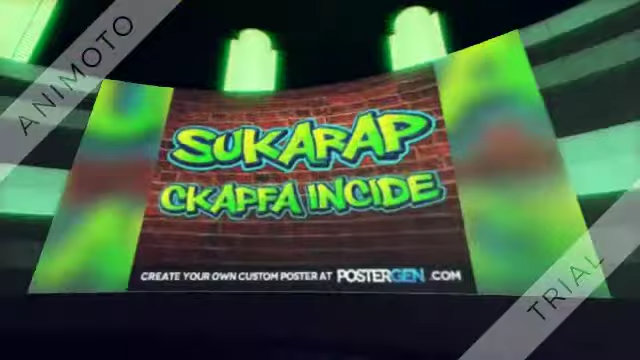 ANIMOTO
SUKARAP
CKAPFA INCIDE
CREATE YOUR OWN CUSTOM POSTER AT POSTERGEN.COM
TRIAL